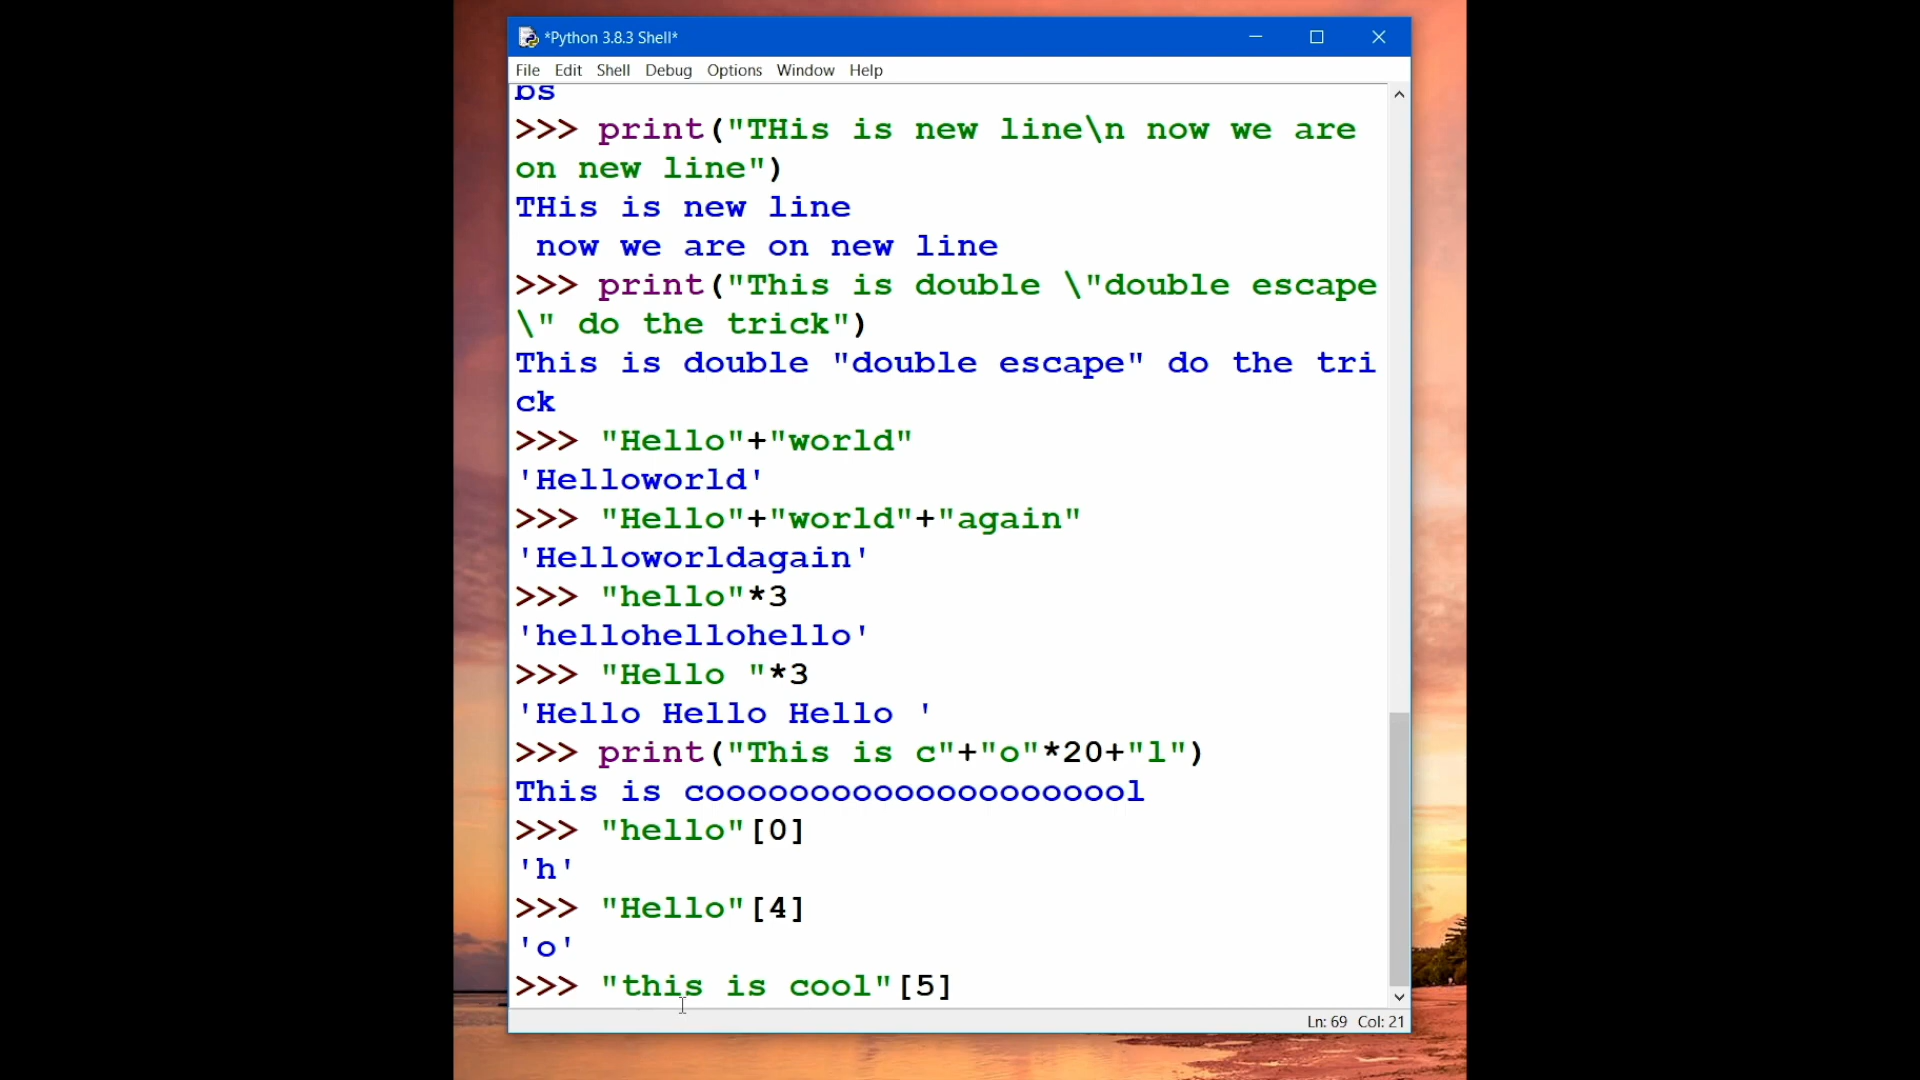 *Python 3.8.3 Shell*
File Edit Shell Debug Options Window Help
bs
>>> print("THis is new line\n now we are
on new line")
THis is new line
 now we are on new line
>>> print("This is double \"double escape
\" do the trick")
This is double "double escape" do the tri
ck
>>> "Hello"+"world"
'Helloworld'
>>> "Hello"+"world"+"again"
'Helloworldagain'
>>> "hello"*3
'hellohellohello'
>>> "Hello "*3
'Hello Hello Hello '
>>> print("This is c"+"o"*20+"l")
This is cooooooooooooooooooool
>>> "hello"[0]
'h'
>>> "Hello"[4]
'o'
>>> "this is cool"[5]
Ln: 69 Col: 21